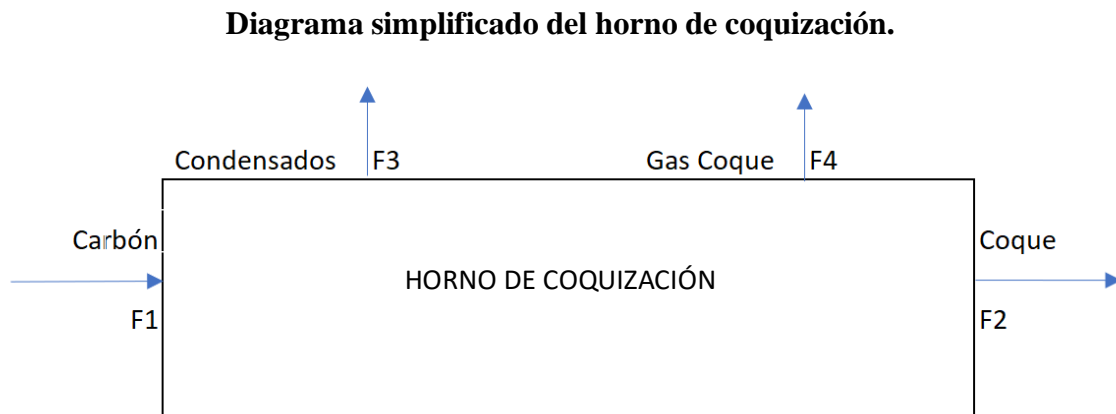 Diagrama simplificado del horno de coquización.
Condensados F3 Gas Coque F4
Carbón Coque
HORNO DE COQUIZACIÓN
F1 F2